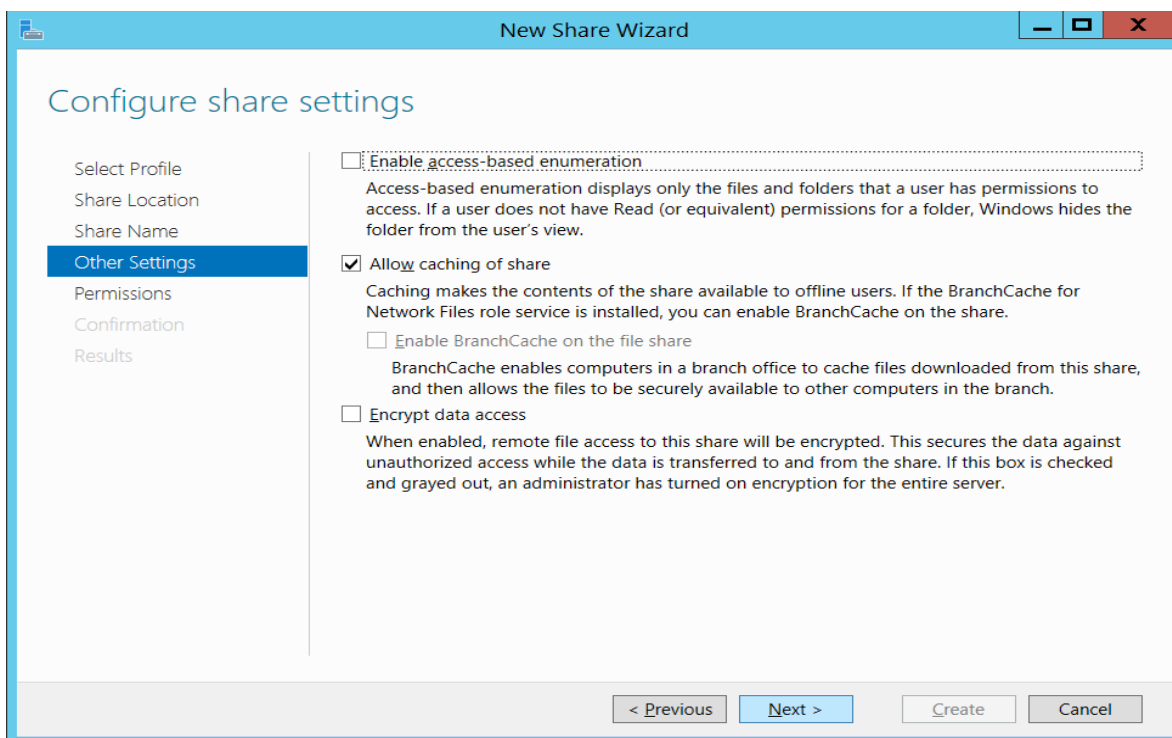 New Share Wizard
Configure share settings
Select Profile
Share Location
Share Name
Other Settings
Permissions
Confirmation
Results
Enable access-based enumeration
Access-based enumeration displays only the files and folders that a user has permissions to
access. If a user does not have Read (or equivalent) permissions for a folder, Windows hides the
folder from the user's view.
Allow caching of share
Caching makes the contents of the share available to offline users. If the BranchCache for
Network Files role service is installed, you can enable BranchCache on the share.
Enable BranchCache on the file share
BranchCache enables computers in a branch office to cache files downloaded from this share,
and then allows the files to be securely available to other computers in the branch.
Encrypt data access
When enabled, remote file access to this share will be encrypted. This secures the data against
unauthorized access while the data is transferred to and from the share. If this box is checked
and grayed out, an administrator has turned on encryption for the entire server.
< Previous
Next >
Create
Cancel